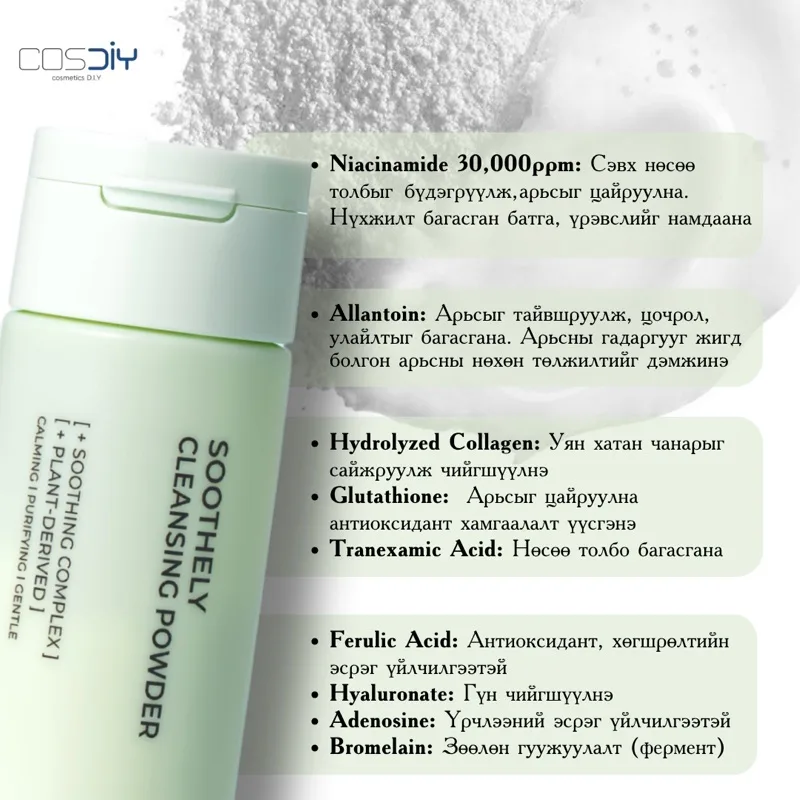 COSDIY
cosmetics D.I.Y
• Niacinamide 30,000ppm: Сэвх нөсөө
толбыг бүдэгрүүлж,арьсыг цайруулна.
Нүхжилт багасган батга, үрэвслийг намдаана
• Allantoin: Арьсыг тайвшруулж, цочрол,
улайлтыг багасгана. Арьсны гадаргууг жигд
болгон арьсны нөхөн төлжилтийг дэмжинэ
• Hydrolyzed Collagen: Уян хатан чанарыг
сайжруулж чийгшүүлнэ
• Glutathione: Арьсыг цайруулна
антиоксидант хамгаалалт үүсгэнэ
• Tranexamic Acid: Нөсөө толбо багасгана
• Ferulic Acid: Антиоксидант, хөгшрөлтийн
эсрэг үйлчилгээтэй
• Hyaluronate: Гүн чийгшүүлнэ
• Adenosine: Үрчлээний эсрэг үйлчилгээтэй
• Bromelain: Зөөлөн гуужуулалт (фермент)
SOOTHELY
CLEANSING POWDER
[ + SOOTHING COMPLEX ]
[ + PLANT-DERIVED ]
CALMING I PURIFYING I GENTLE